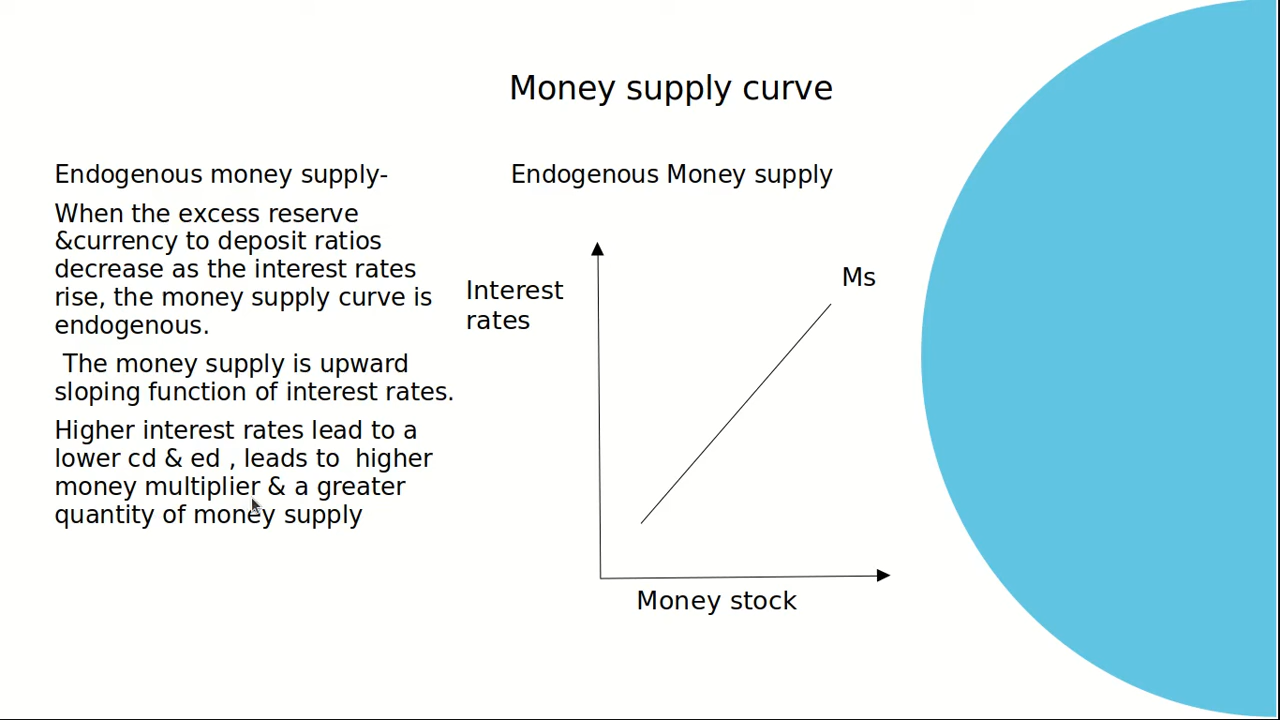 Money supply curve
Endogenous money supply-
When the excess reserve
&currency to deposit ratios
decrease as the interest rates
rise, the money supply curve is
endogenous.
The money supply is upward
sloping function of interest rates.
Higher interest rates lead to a
lower cd & ed , leads to  higher
money multiplier & a greater
quantity of money supply
Endogenous Money supply
Interest
rates
Ms
Money stock